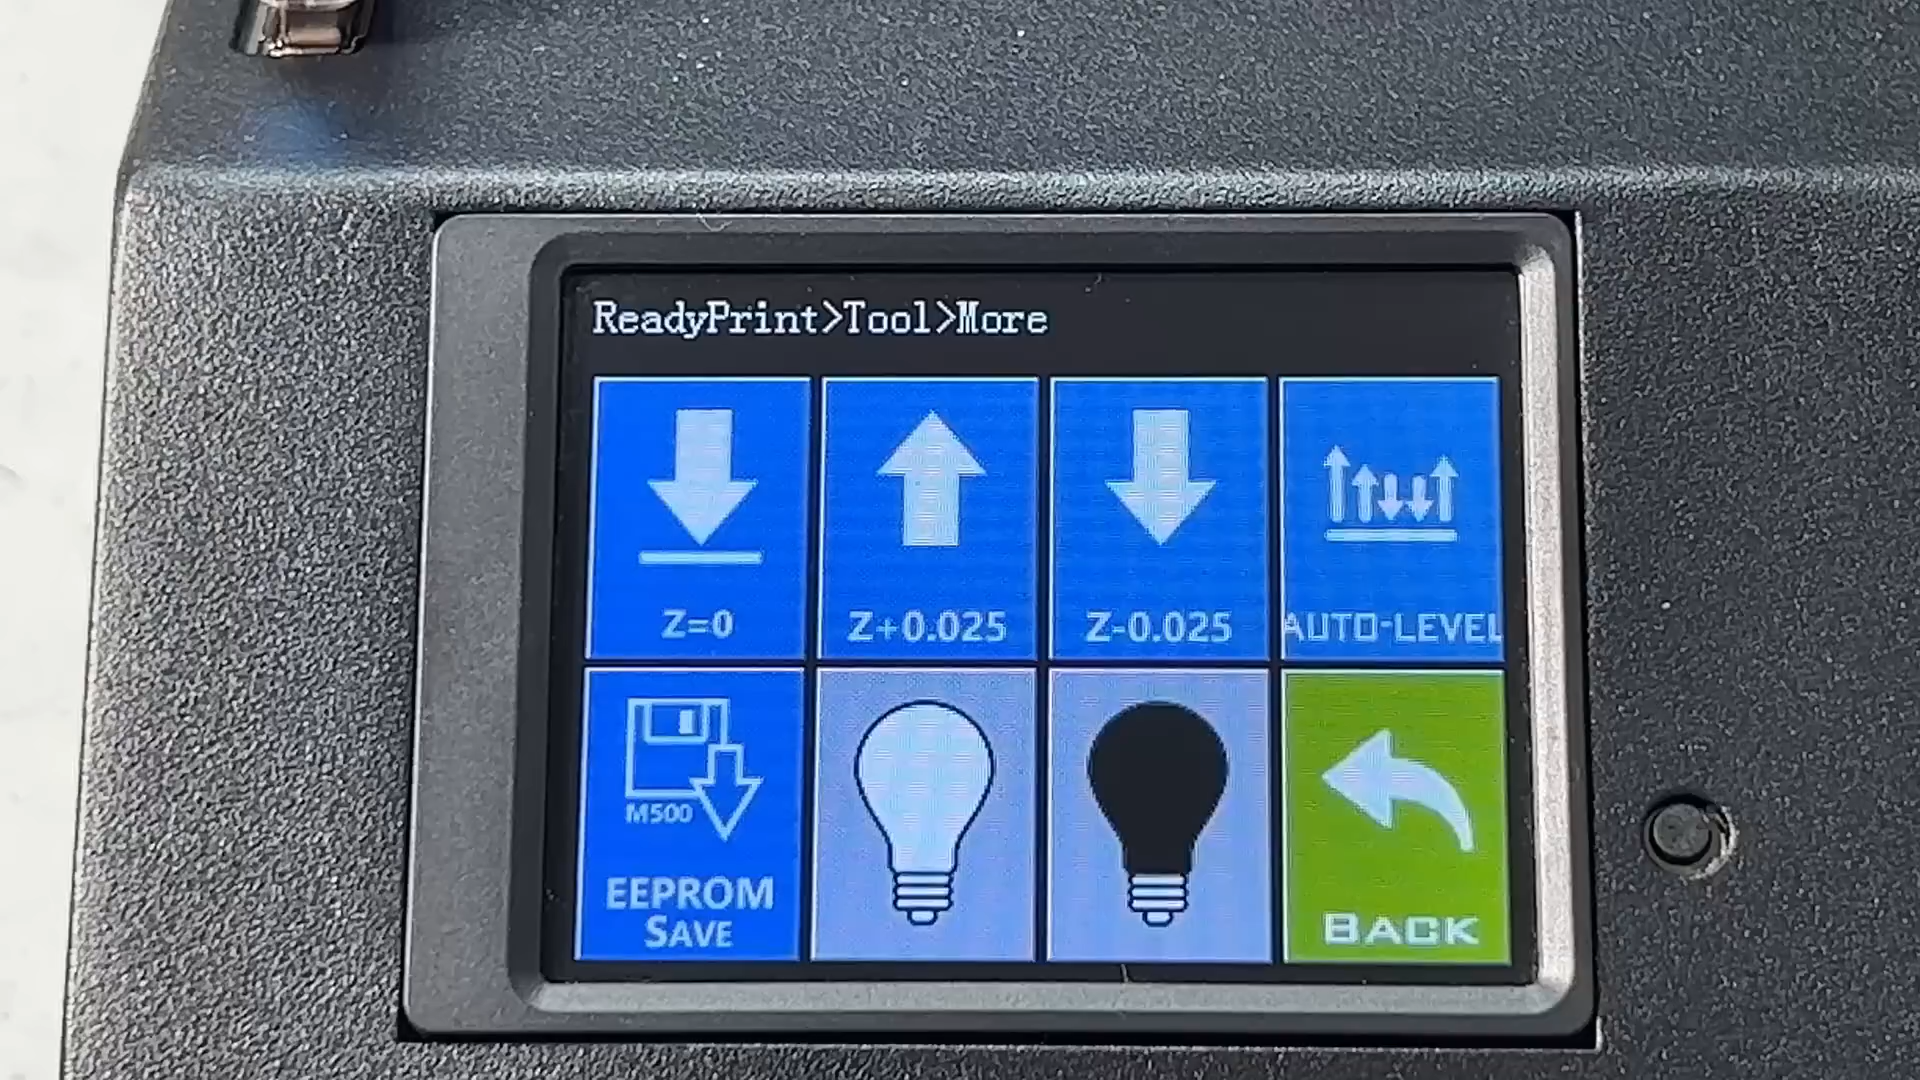 ReadyPrint>Tool>More
Z=0
Z+0.025
Z-0.025
AUTO-LEVEL
M500
EEPROM
SAVE
BACK